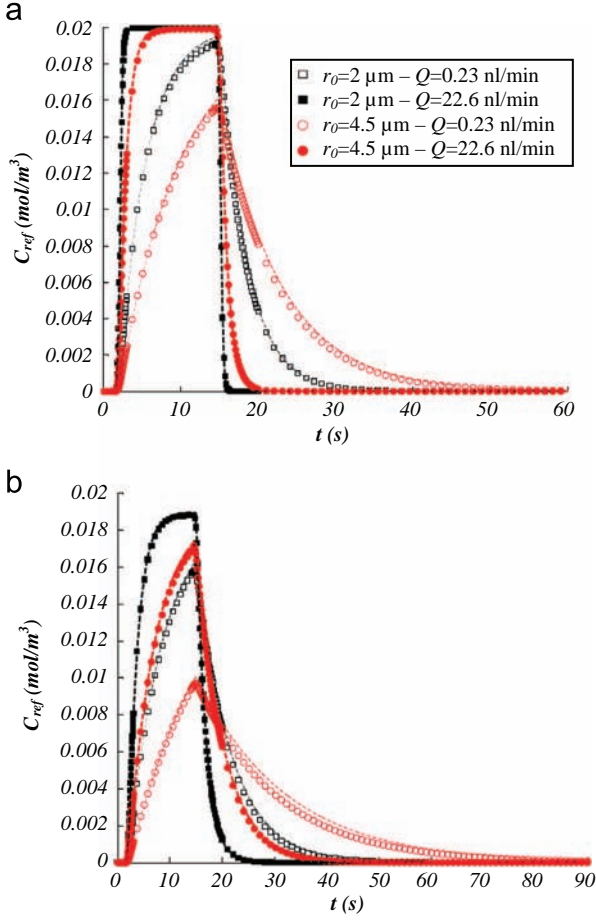 a
0.02
0.018
0.016
0.014
0.012
0.01
0.008
0.006
0.004
0.002
0
C_ref (mol/m³)
r₀=2 µm – Q=0.23 nl/min
r₀=2 µm – Q=22.6 nl/min
r₀=4.5 µm – Q=0.23 nl/min
r₀=4.5 µm – Q=22.6 nl/min
0 10 20 30 40 50 60
t (s)
b
0.02
0.018
0.016
0.014
0.012
0.01
0.008
0.006
0.004
0.002
0
C_ref (mol/m³)
0 10 20 30 40 50 60 70 80 90
t (s)